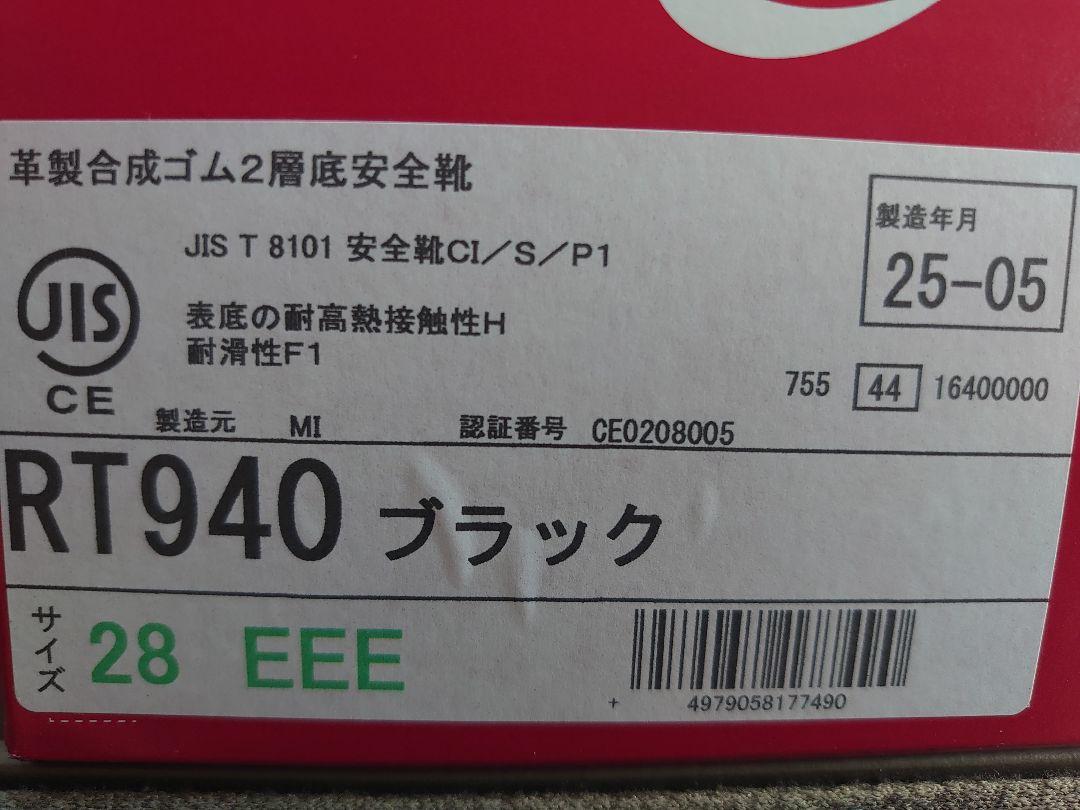 革製合成ゴム2層底安全靴
JIS T 8101 安全靴CI／S／P1
製造年月
25-05
JIS
表底の耐高熱接触性H
耐滑性F1
CE
755 44 16400000
製造元 MI 認証番号 CE0208005
RT940 ブラック
サイズ 28 EEE
+ 4979058177490